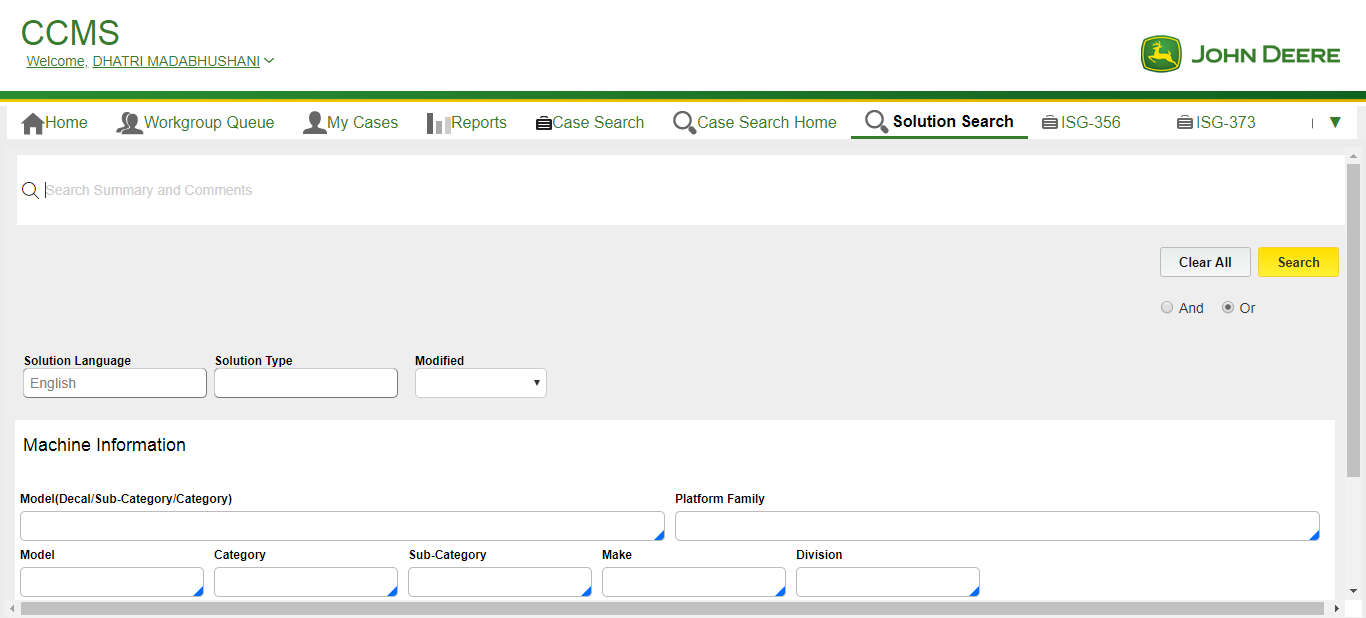 CCMS
Welcome, DHATRI MADABHUSHANI
JOHN DEERE
Home Workgroup Queue My Cases Reports Case Search Case Search Home Solution Search ISG-356 ISG-373
Search Summary and Comments
Clear All Search
And Or
Solution Language Solution Type Modified
English
Machine Information
Model(Decal/Sub-Category/Category) Platform Family
Model Category Sub-Category Make Division